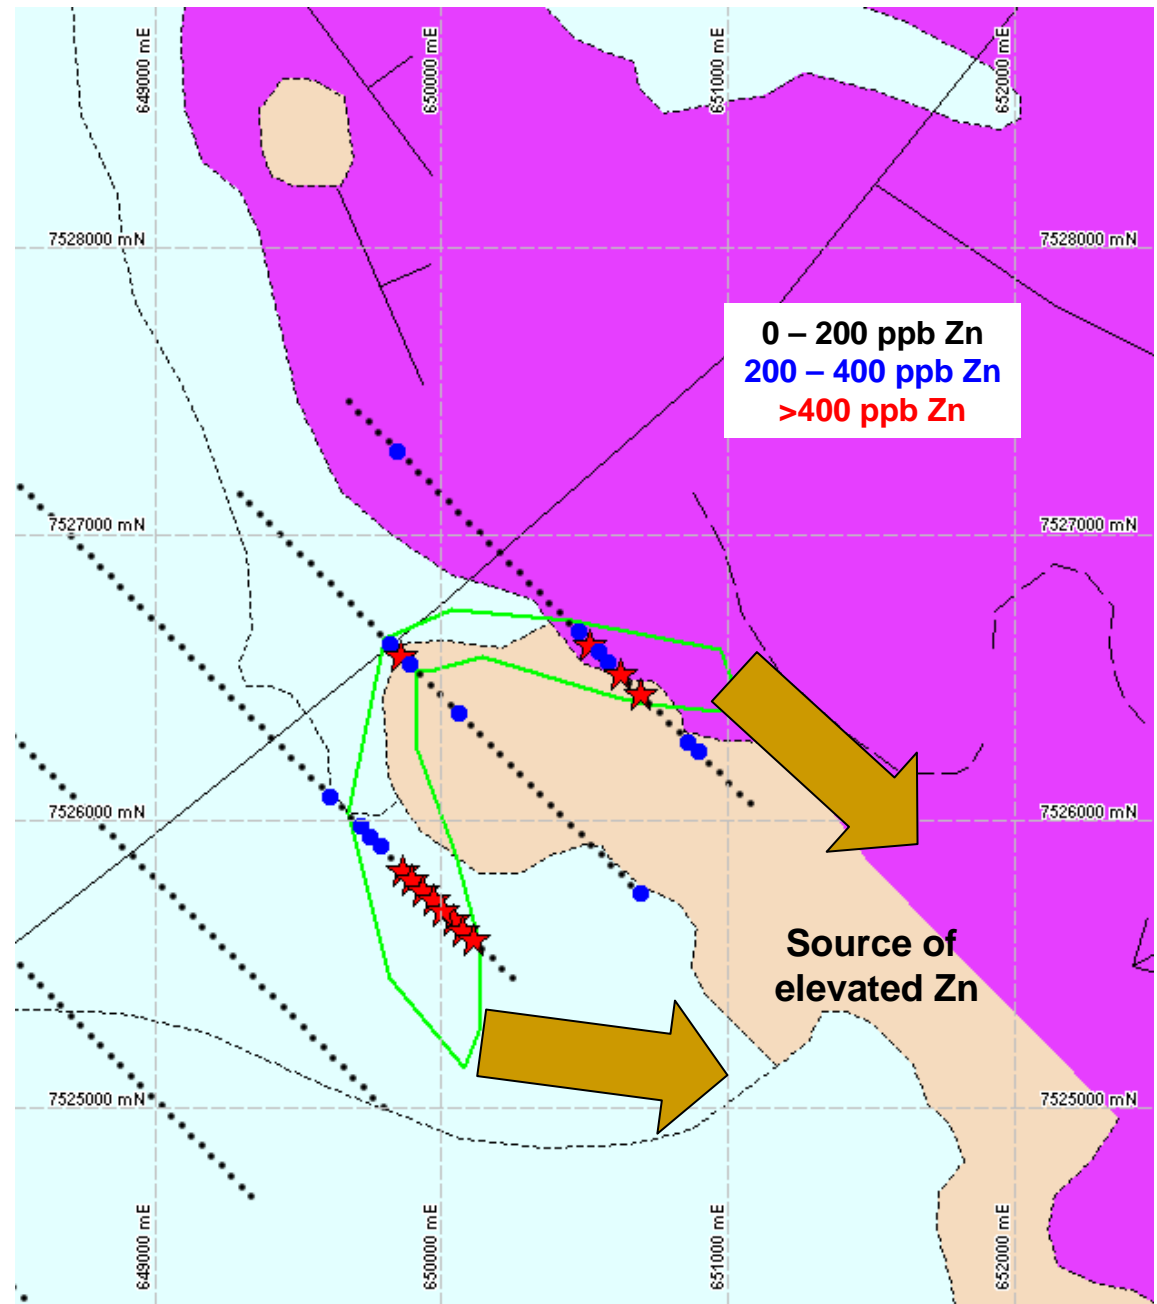 649000 mE
650000 mE
651000 mE
652000 mE
7528000 mN
7528000 mN
0 – 200 ppb Zn
200 – 400 ppb Zn
>400 ppb Zn
7527000 mN
7527000 mN
7526000 mN
7526000 mN
Source of
elevated Zn
7525000 mN
7525000 mN
649000 mE
650000 mE
651000 mE
652000 mE